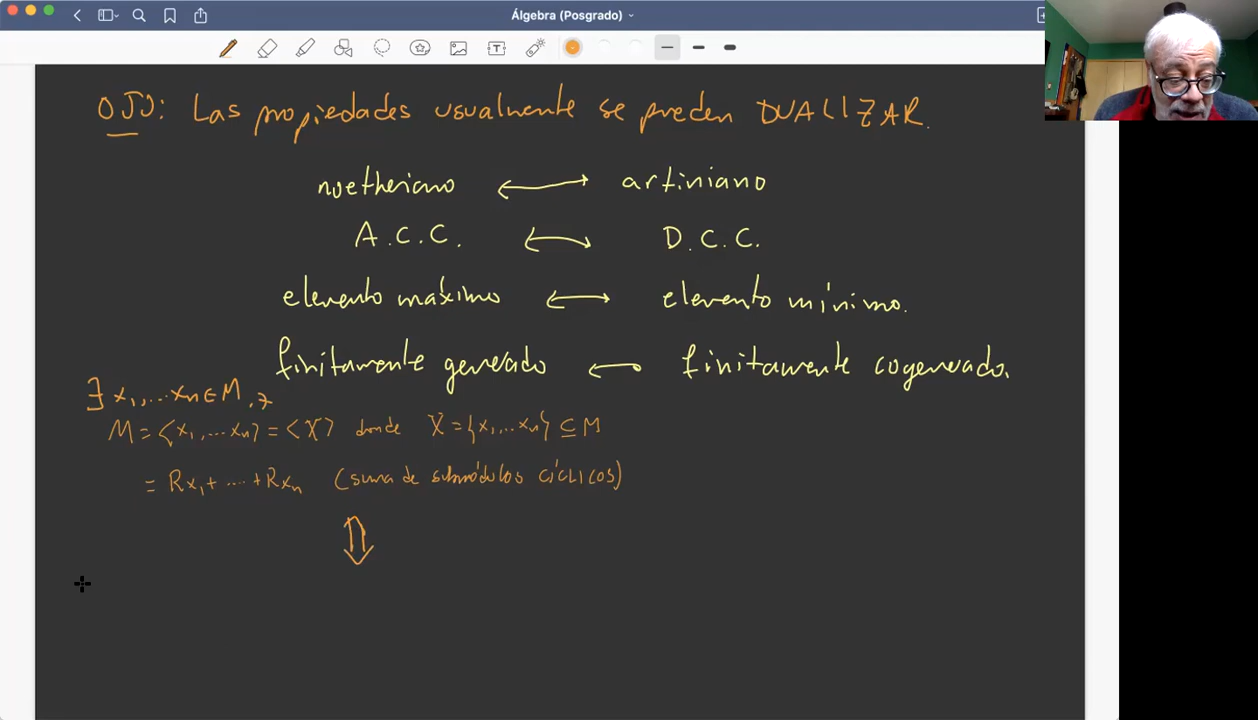 Álgebra (Posgrado)
OJO: Las propiedades usualmente se pueden DUALIZAR.
noetheriano ↔ artiniano
A.C.C. ↔ D.C.C.
elemento máximo ↔ elemento mínimo.
finitamente generado ↔ finitamente cogenerado.
∃ x₁,...xₙ ∈ M .∋.
M = ⟨x₁,...xₙ⟩ = ⟨X⟩ donde X = {x₁,...xₙ} ⊆ M
= Rx₁ + ... + Rxₙ (suma de submódulos CÍCLICOS)
⇕